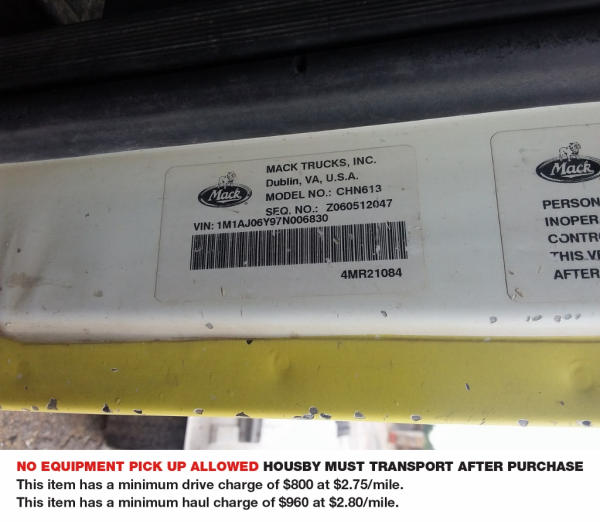 Mack
MACK TRUCKS, INC.
Dublin, VA, U.S.A.
MODEL NO.: CHN613
SEQ. NO.: Z060512047
VIN: 1M1AJ06Y97N006830
4MR21084
Mack
PERSON
INOPER
CONTR
THIS VE
AFTER
NO EQUIPMENT PICK UP ALLOWED HOUSBY MUST TRANSPORT AFTER PURCHASE
This item has a minimum drive charge of $800 at $2.75/mile.
This item has a minimum haul charge of $960 at $2.80/mile.